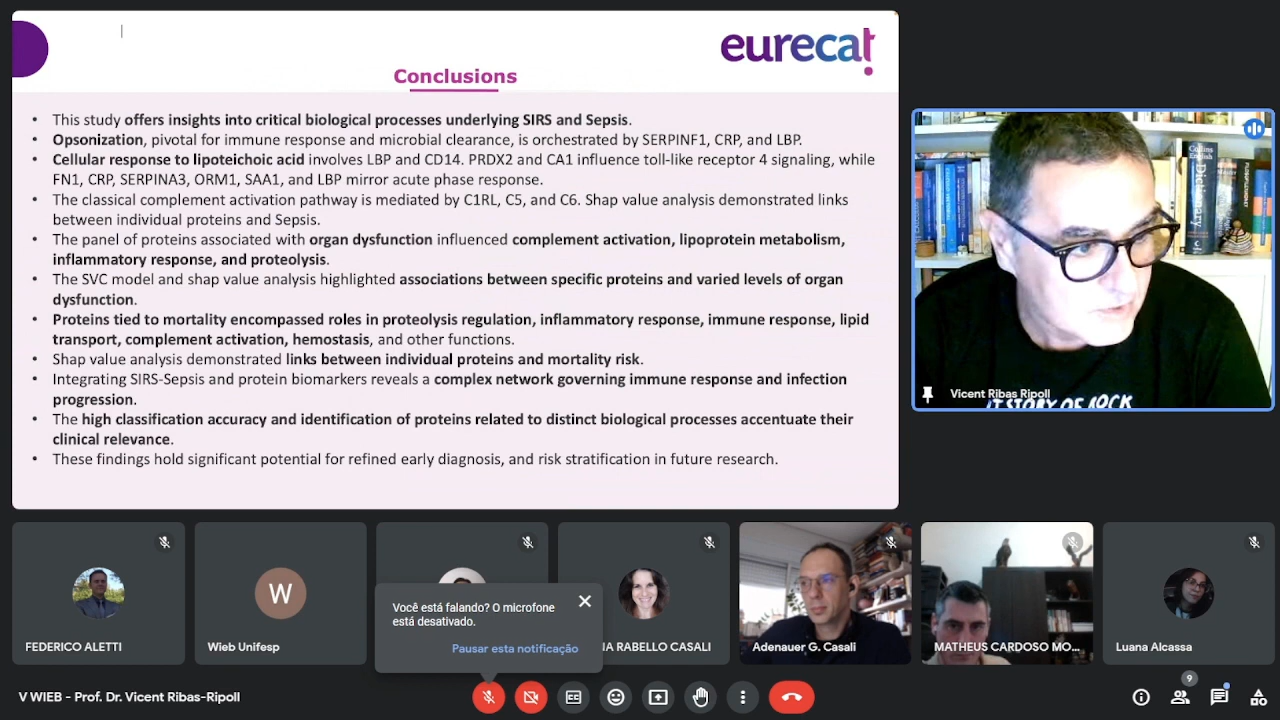 eurecat
Conclusions
• This study offers insights into critical biological processes underlying SIRS and Sepsis.
• Opsonization, pivotal for immune response and microbial clearance, is orchestrated by SERPINF1, CRP, and LBP.
• Cellular response to lipoteichoic acid involves LBP and CD14. PRDX2 and CA1 influence toll-like receptor 4 signaling, while
FN1, CRP, SERPINA3, ORM1, SAA1, and LBP mirror acute phase response.
• The classical complement activation pathway is mediated by C1RL, C5, and C6. Shap value analysis demonstrated links
between individual proteins and Sepsis.
• The panel of proteins associated with organ dysfunction influenced complement activation, lipoprotein metabolism,
inflammatory response, and proteolysis.
• The SVC model and shap value analysis highlighted associations between specific proteins and varied levels of organ
dysfunction.
• Proteins tied to mortality encompassed roles in proteolysis regulation, inflammatory response, immune response, lipid
transport, complement activation, hemostasis, and other functions.
• Shap value analysis demonstrated links between individual proteins and mortality risk.
• Integrating SIRS-Sepsis and protein biomarkers reveals a complex network governing immune response and infection
progression.
• The high classification accuracy and identification of proteins related to distinct biological processes accentuate their
clinical relevance.
• These findings hold significant potential for refined early diagnosis, and risk stratification in future research.
Collins
English
Dictionary
Vicent Ribas Ripoll
STORY OF ROCK
W
Você está falando? O microfone
está desativado.
Pausar esta notificação
FEDERICO ALETTI
Wieb Unifesp
RABELLO CASALI
Adenauer G. Casali
MATHEUS CARDOSO MO...
Luana Alcassa
V WIEB - Prof. Dr. Vicent Ribas-Ripoll
9